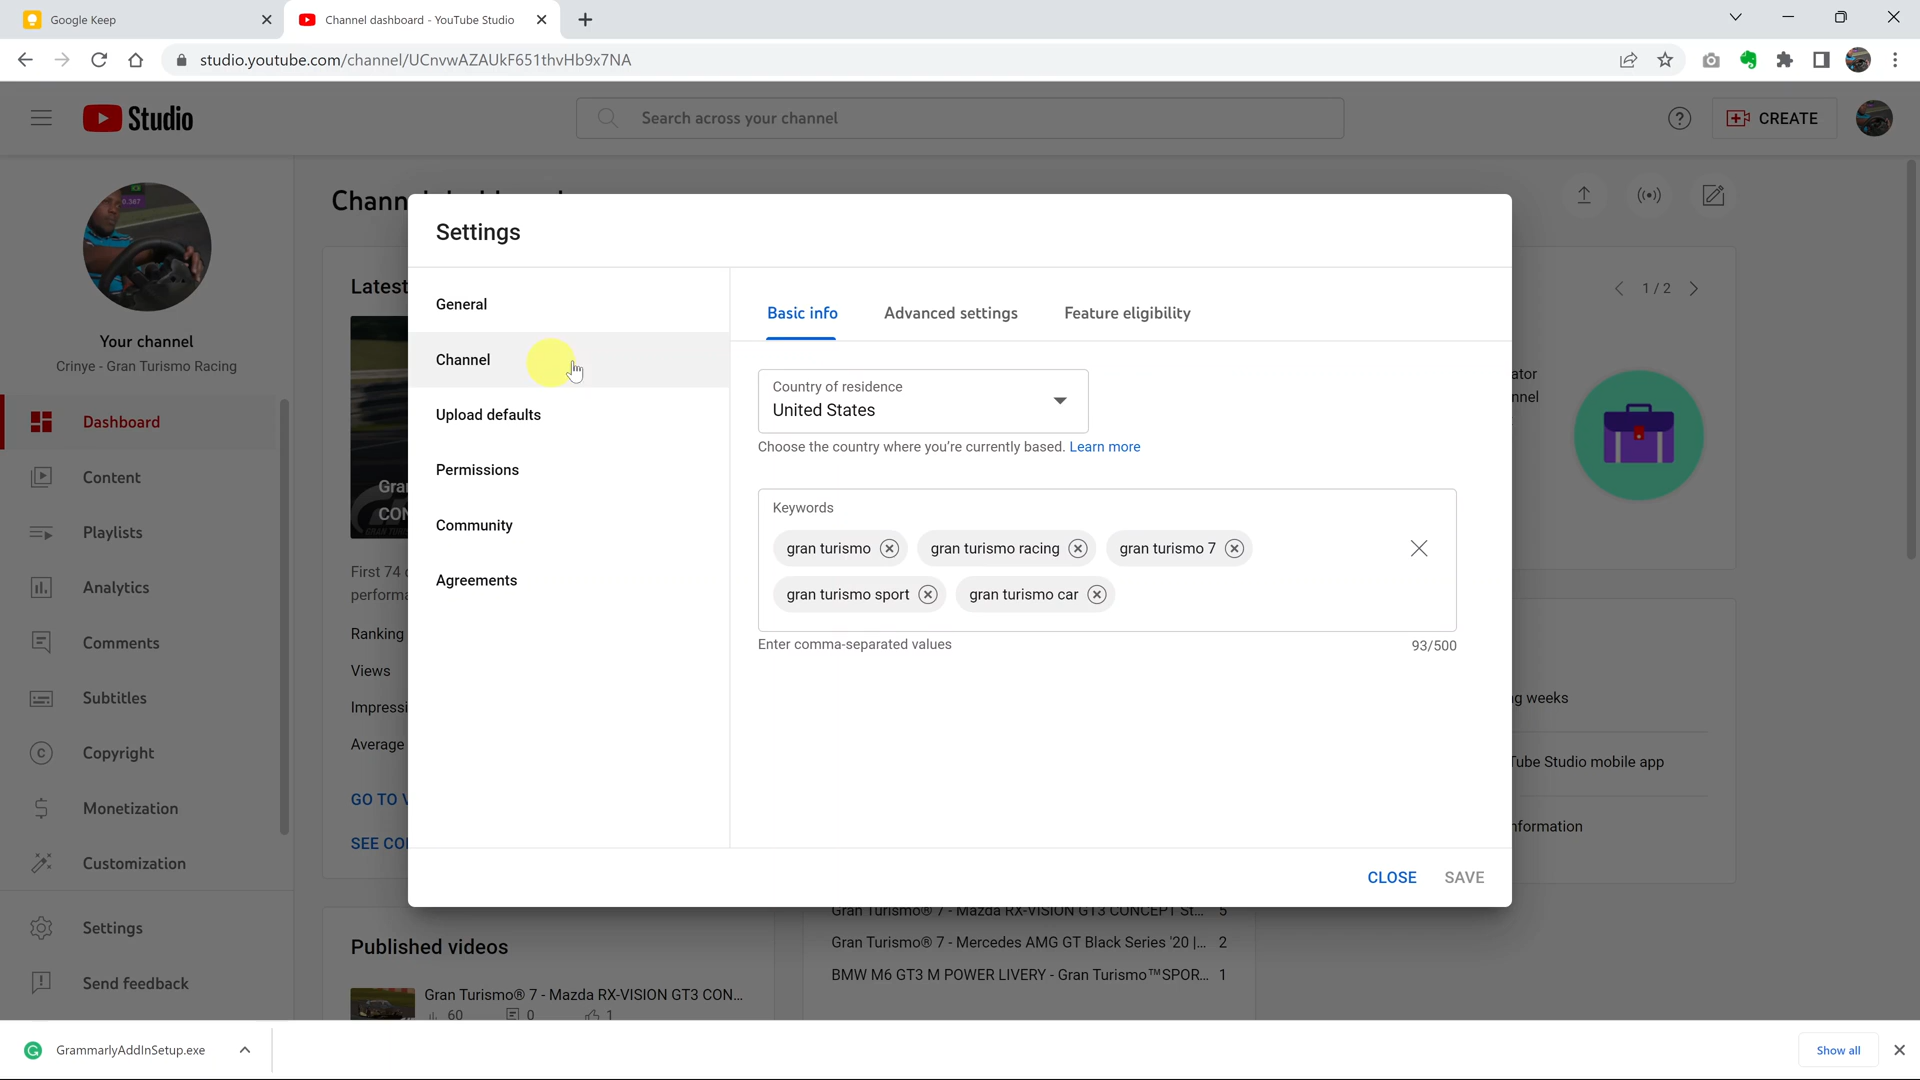 Google Keep
Channel dashboard - YouTube Studio
studio.youtube.com/channel/UCnvwAZAUkF651thvHb9x7NA
Studio
Search across your channel
CREATE
Your channel
Crinye - Gran Turismo Racing
Dashboard
Content
Playlists
Analytics
Comments
Subtitles
Copyright
Monetization
Customization
Settings
Send feedback
Latest
First 74
Ranking
Views
Average
GO TO
Published videos
Gran Turismo® 7 - Mazda RX-VISION GT3 CON...
60
0
1
Settings
General
Channel
Upload defaults
Permissions
Community
Agreements
Basic info
Advanced settings
Feature eligibility
Country of residence
United States
Choose the country where you're currently based. Learn more
Keywords
gran turismo
gran turismo racing
gran turismo 7
gran turismo sport
gran turismo car
Enter comma-separated values
93/500
CLOSE
SAVE
1 / 2
weeks
Tube Studio mobile app
Gran Turismo® 7 - Mazda RX-VISION GT3 CONCEPT St... 5
Gran Turismo® 7 - Mercedes AMG GT Black Series '20 |... 2
BMW M6 GT3 M POWER LIVERY - Gran Turismo™SPOR... 1
GrammarlyAddInSetup.exe
Show all